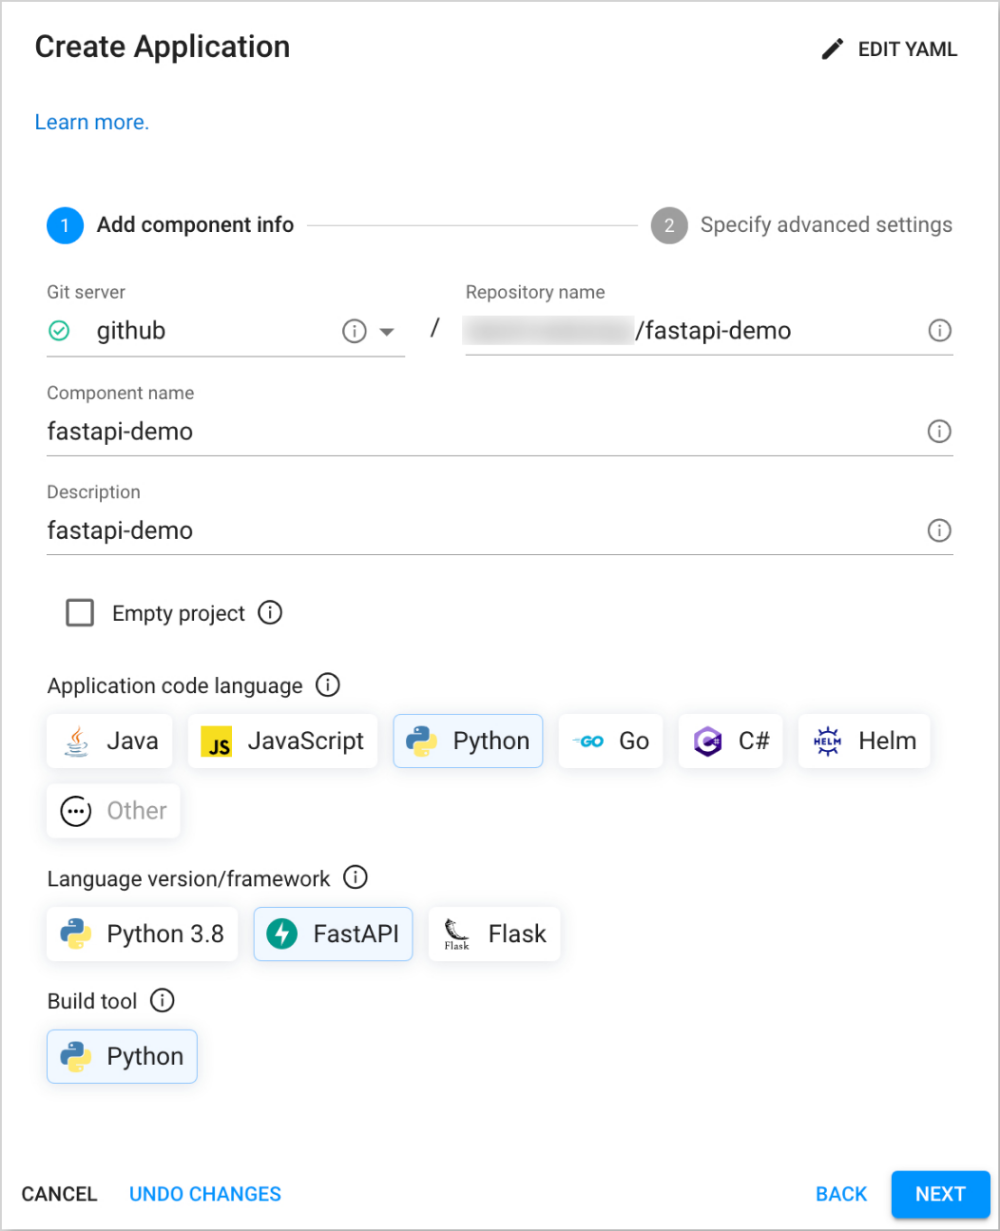 Create Application
EDIT YAML
Learn more.
1 Add component info
2 Specify advanced settings
Git server
github
/
Repository name
/fastapi-demo
Component name
fastapi-demo
Description
fastapi-demo
Empty project
Application code language
Java
JS JavaScript
Python
GO Go
C#
HELM Helm
Other
Language version/framework
Python 3.8
FastAPI
Flask Flask
Build tool
Python
CANCEL
UNDO CHANGES
BACK
NEXT